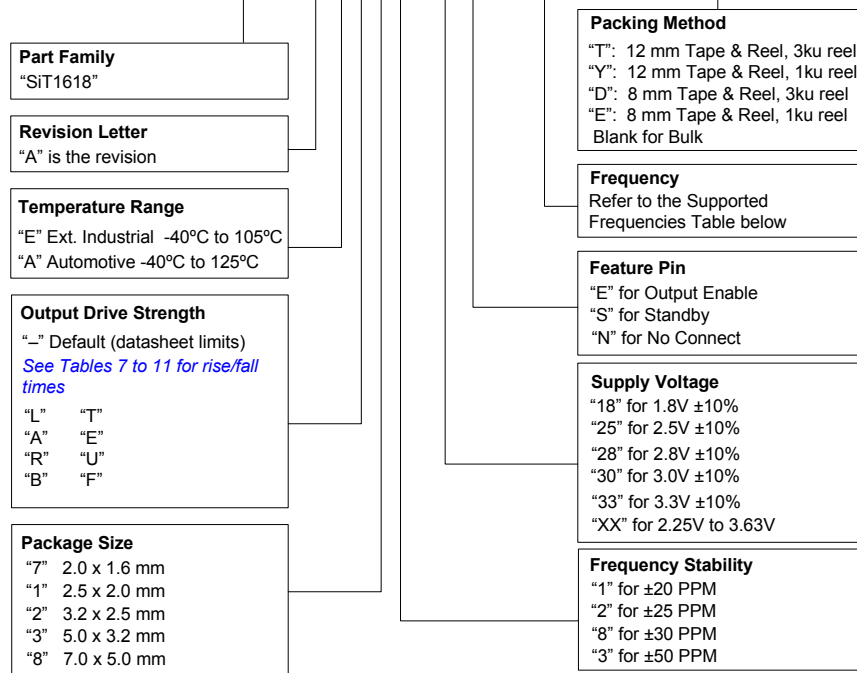 Part Family
“SiT1618”
Revision Letter
“A” is the revision
Temperature Range
“E” Ext. Industrial -40ºC to 105ºC
“A” Automotive -40ºC to 125ºC
Output Drive Strength
“–” Default (datasheet limits)
See Tables 7 to 11 for rise/fall
times
“L” “T”
“A” “E”
“R” “U”
“B” “F”
Package Size
“7” 2.0 x 1.6 mm
“1” 2.5 x 2.0 mm
“2” 3.2 x 2.5 mm
“3” 5.0 x 3.2 mm
“8” 7.0 x 5.0 mm
Packing Method
“T”: 12 mm Tape & Reel, 3ku reel
“Y”: 12 mm Tape & Reel, 1ku reel
“D”: 8 mm Tape & Reel, 3ku reel
“E”: 8 mm Tape & Reel, 1ku reel
Blank for Bulk
Frequency
Refer to the Supported
Frequencies Table below
Feature Pin
“E” for Output Enable
“S” for Standby
“N” for No Connect
Supply Voltage
“18” for 1.8V ±10%
“25” for 2.5V ±10%
“28” for 2.8V ±10%
“30” for 3.0V ±10%
“33” for 3.3V ±10%
“XX” for 2.25V to 3.63V
Frequency Stability
“1” for ±20 PPM
“2” for ±25 PPM
“8” for ±30 PPM
“3” for ±50 PPM